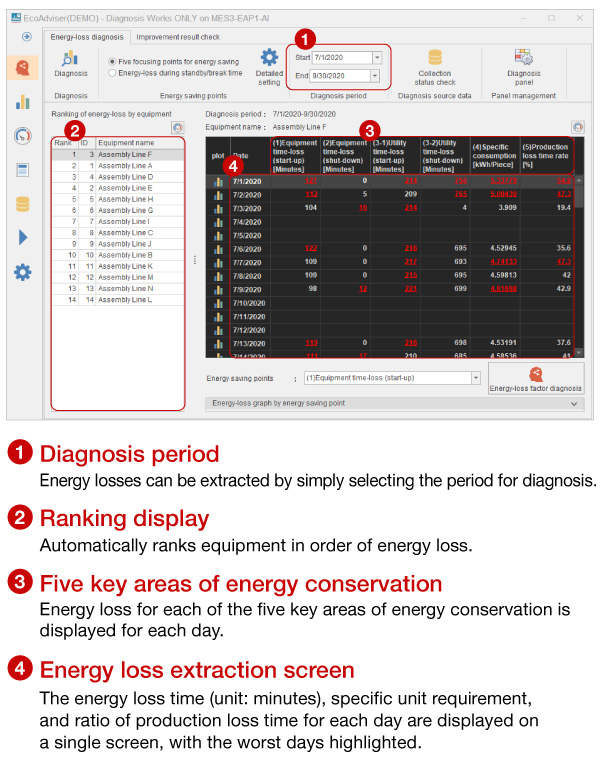 EcoAdviser(DEMO) - Diagnosis Works ONLY on MES3-EAP1-AI
Energy-loss diagnosis Improvement result check
1
Diagnosis
Five focusing points for energy saving
Energy-loss during standby/break time
Detailed setting
Start 7/1/2020
End 9/30/2020
Collection status check
Diagnosis panel
Diagnosis Energy saving points Diagnosis period Diagnosis source data Panel management
Ranking of energy-loss by equipment
2
Rank ID Equipment name
1 3 Assembly Line F
2 1 Assembly Line A
3 4 Assembly Line D
4 2 Assembly Line E
5 5 Assembly Line H
6 6 Assembly Line G
7 7 Assembly Line I
8 8 Assembly Line C
9 9 Assembly Line J
10 10 Assembly Line B
11 11 Assembly Line K
12 12 Assembly Line M
13 13 Assembly Line N
14 14 Assembly Line L
Diagnosis period : 7/1/2020-9/30/2020
Equipment name : Assembly Line F
3
4
plot Date (1)Equipment time-loss (start-up) [Minutes] (2)Equipment time-loss (shut-down) [Minutes] (3-1)Utility time-loss (start-up) [Minutes] (3-2)Utility time-loss (shut-down) [Minutes] (4)Specific consumption [kWh/Piece] (5)Production loss time rate [%]
7/1/2020 127 0
7/2/2020 112 5 209 765 47.3
7/3/2020 104 16 214 4 3.909 19.4
7/4/2020
7/5/2020
7/6/2020 122 0 216 695 4.52945 35.6
7/7/2020 109 0 217 693 4.74133 47.3
7/8/2020 109 0 215 695 4.59813 42
7/9/2020 98 12 221 699 42.9
7/10/2020
7/11/2020
7/12/2020
7/13/2020 119 0 216 698 4.53191 37.6
7/14/2020 111 17 210 685 4.58536 41
Energy saving points : (1)Equipment time-loss (start-up)
Energy-loss factor diagnosis
Energy-loss graph by energy saving point
1 Diagnosis period
Energy losses can be extracted by simply selecting the period for diagnosis.
2 Ranking display
Automatically ranks equipment in order of energy loss.
3 Five key areas of energy conservation
Energy loss for each of the five key areas of energy conservation is
displayed for each day.
4 Energy loss extraction screen
The energy loss time (unit: minutes), specific unit requirement,
and ratio of production loss time for each day are displayed on
a single screen, with the worst days highlighted.